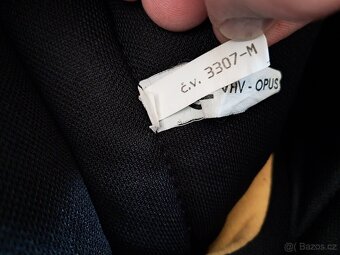 č.v. 3307-M
VHV - OPUS
Bazos.cz